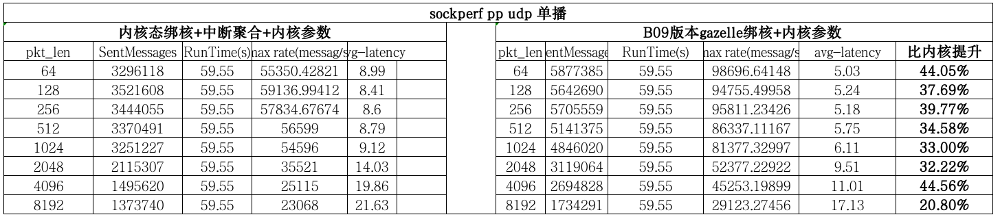 sockperf pp udp 单播
内核态绑核+中断聚合+内核参数 B09版本gazelle绑核+内核参数
pkt_len SentMessages RunTime(s) max rate(messag/s vg-latency pkt_len entMessage RunTime(s) max rate(messag/s avg-latency 比内核提升
64 3296118 59.55 55350.42821 8.99 64 5877385 59.55 98696.64148 5.03 44.05%
128 3521608 59.55 59136.99412 8.41 128 5642690 59.55 94755.49958 5.24 37.69%
256 3444055 59.55 57834.67674 8.6 256 5705559 59.55 95811.23426 5.18 39.77%
512 3370491 59.55 56599 8.79 512 5141375 59.55 86337.11167 5.75 34.58%
1024 3251227 59.55 54596 9.12 1024 4846020 59.55 81377.32997 6.11 33.00%
2048 2115307 59.55 35521 14.03 2048 3119064 59.55 52377.22922 9.51 32.22%
4096 1495620 59.55 25115 19.86 4096 2694828 59.55 45253.19899 11.01 44.56%
8192 1373740 59.55 23068 21.63 8192 1734291 59.55 29123.27456 17.13 20.80%